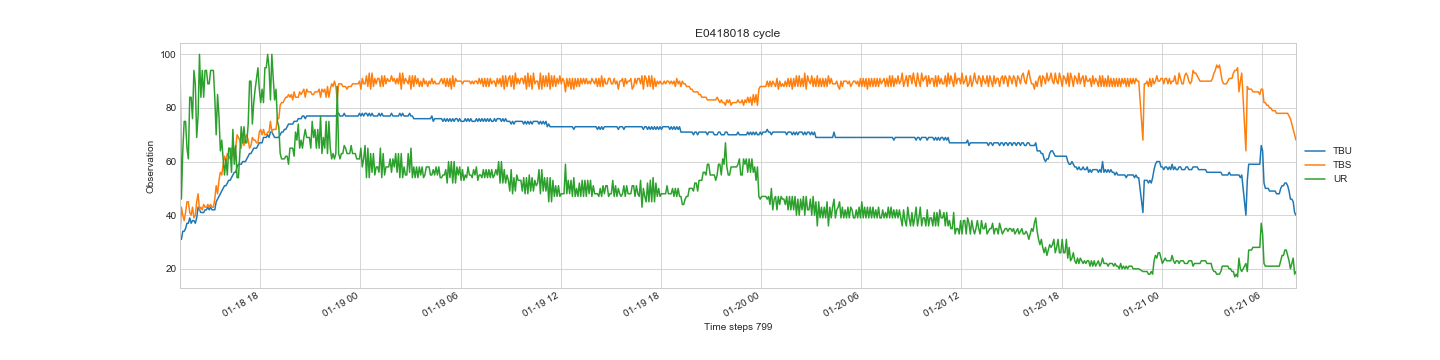 E0418018 cycle
100
80
60
40
20
Observation
01-18 18
01-19 00
01-19 06
01-19 12
01-19 18
01-20 00
01-20 06
01-20 12
01-20 18
01-21 00
01-21 06
Time steps 799
TBU
TBS
UR